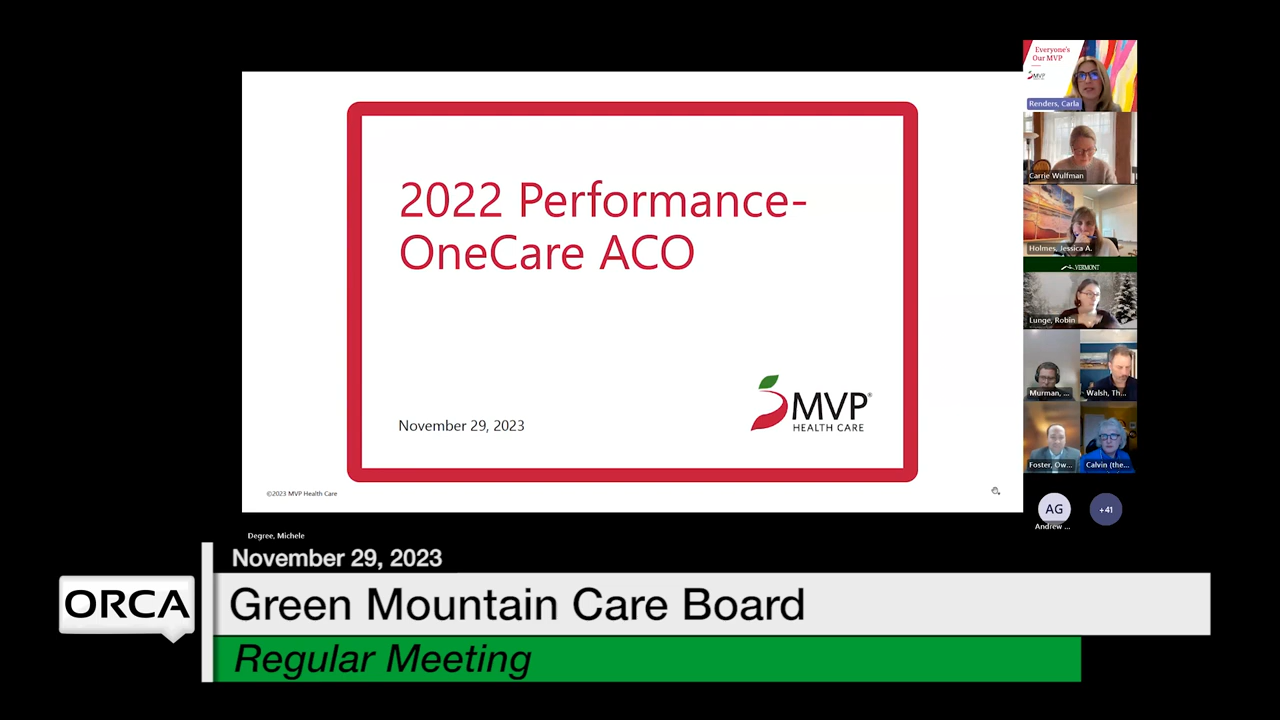 2022 Performance-
OneCare ACO
November 29, 2023
MVP®
HEALTH CARE
©2023 MVP Health Care
Everyone's
Our MVP
MVP
Renders, Carla
Carrie Wulfman
Holmes, Jessica A.
VERMONT
Lunge, Robin
Murman, ...
Walsh, Th...
Foster, Ow...
Calvin (the...
AG
+41
Andrew ...
Degree, Michele
November 29, 2023
ORCA
Green Mountain Care Board
Regular Meeting